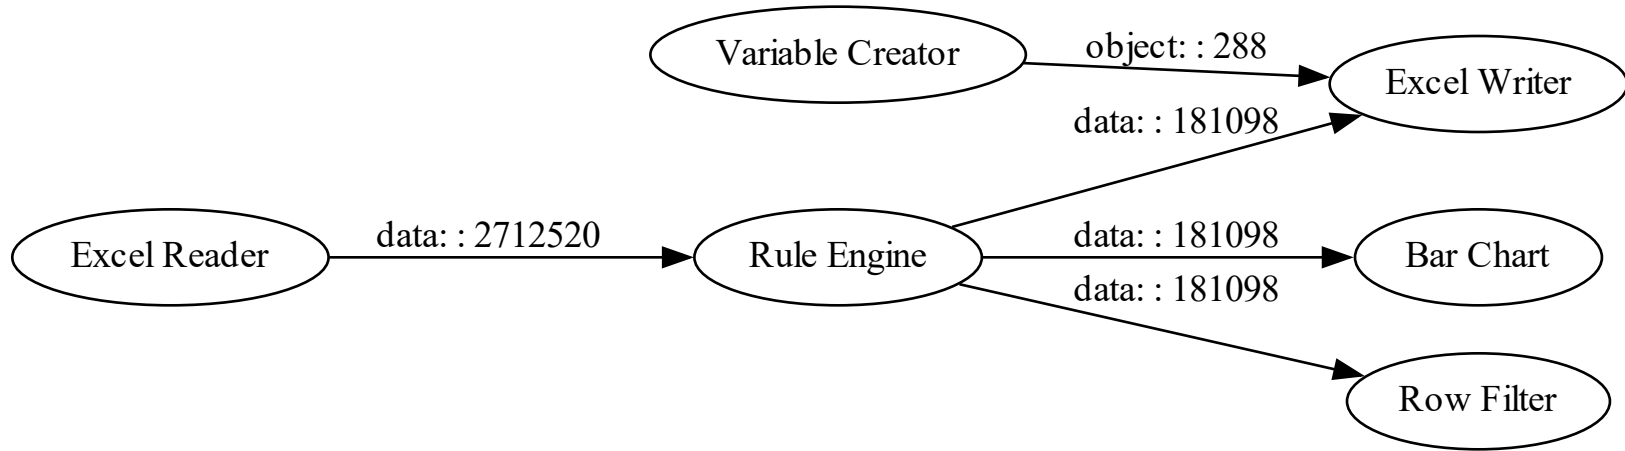 Variable Creator
object: : 288
Excel Writer
data: : 181098
Excel Reader
data: : 2712520
Rule Engine
data: : 181098
Bar Chart
data: : 181098
Row Filter